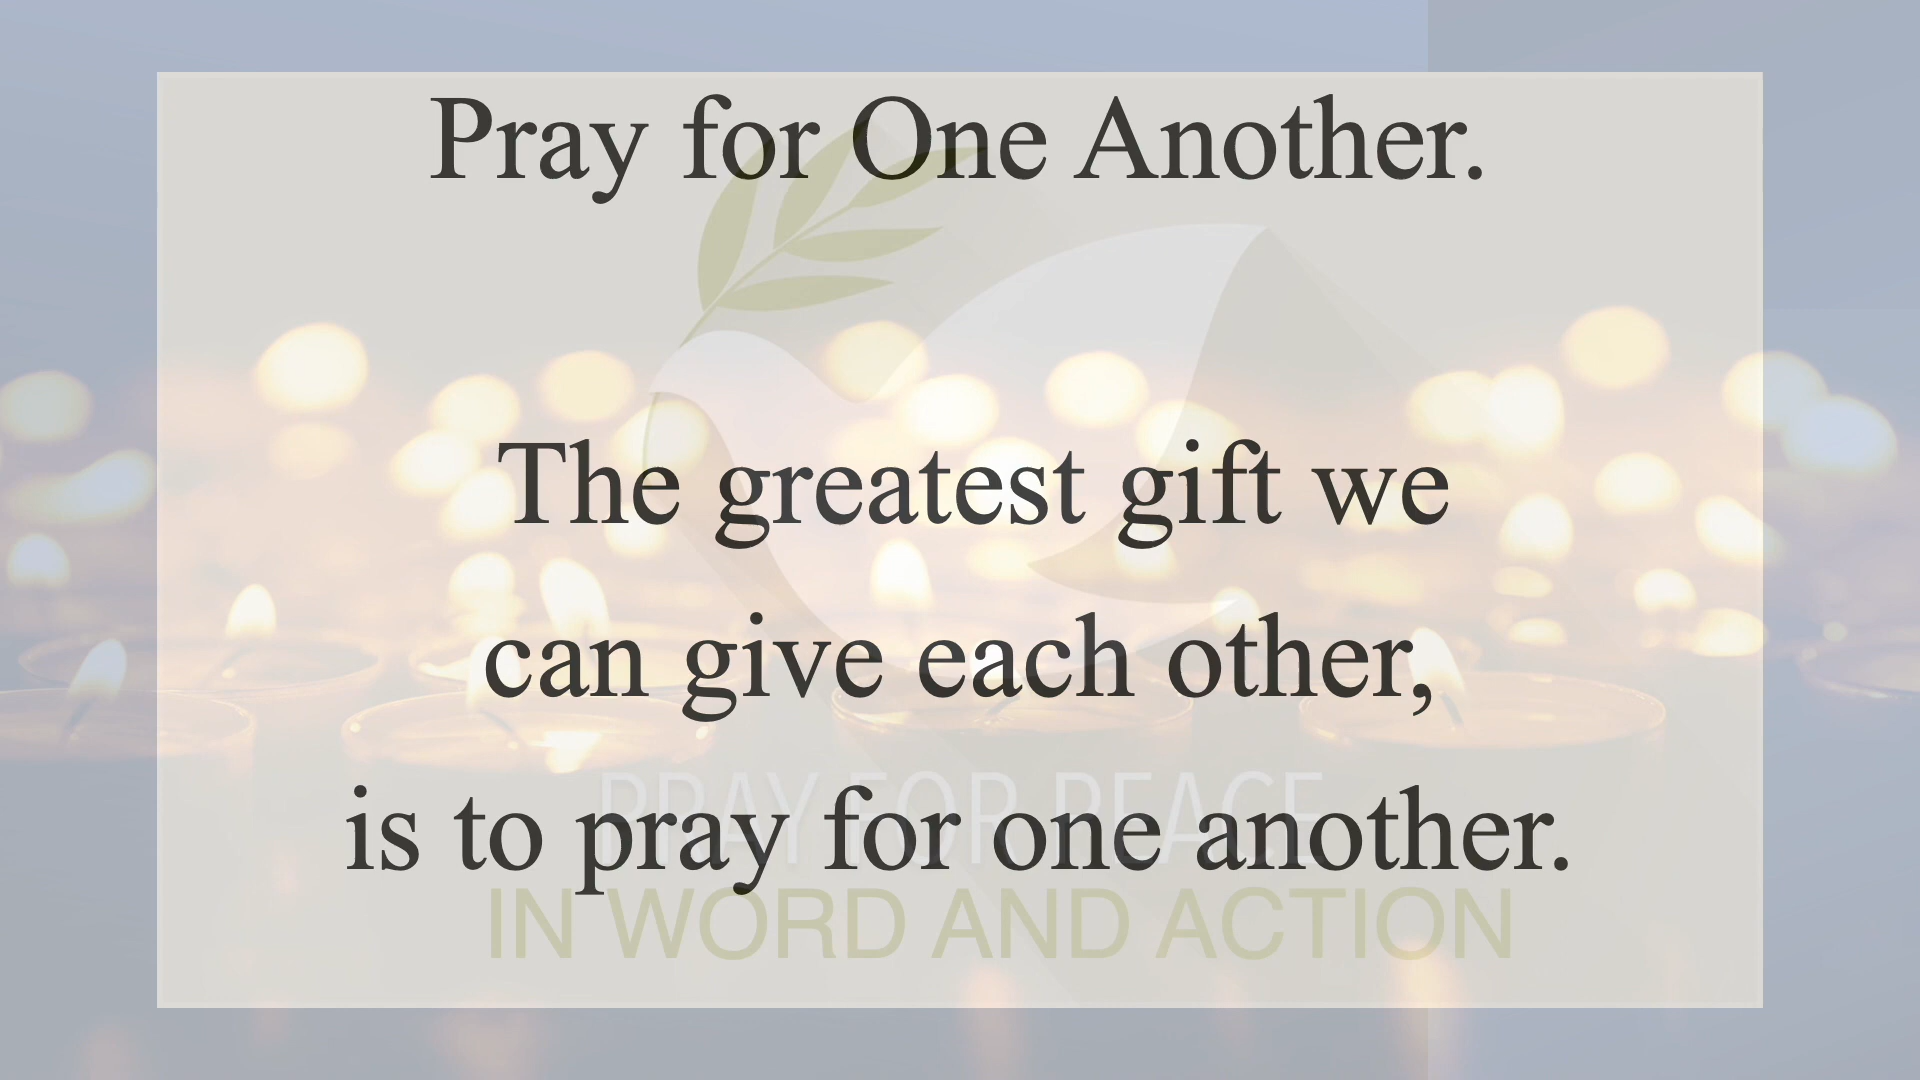 Pray for One Another.
The greatest gift we
can give each other,
is to pray for one another.
PRAY FOR PEACE
IN WORD AND ACTION